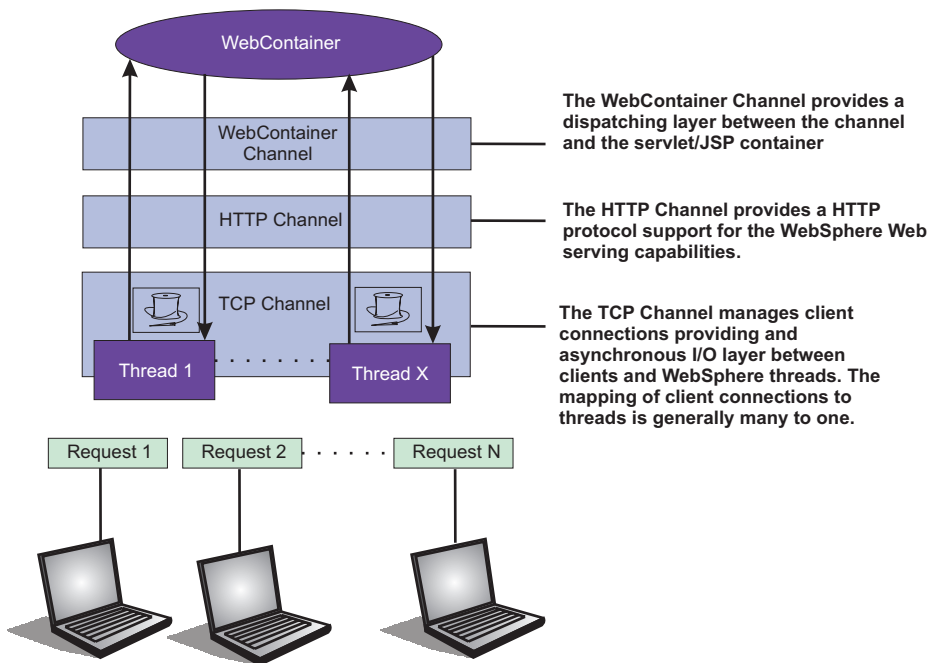 WebContainer
WebContainer
Channel
The WebContainer Channel provides a
dispatching layer between the channel
and the servlet/JSP container
HTTP Channel
The HTTP Channel provides a HTTP
protocol support for the WebSphere Web
serving capabilities.
TCP Channel
The TCP Channel manages client
connections providing and
asynchronous I/O layer between
clients and WebSphere threads. The
mapping of client connections to
threads is generally many to one.
Thread 1
Thread X
Request 1
Request 2
Request N